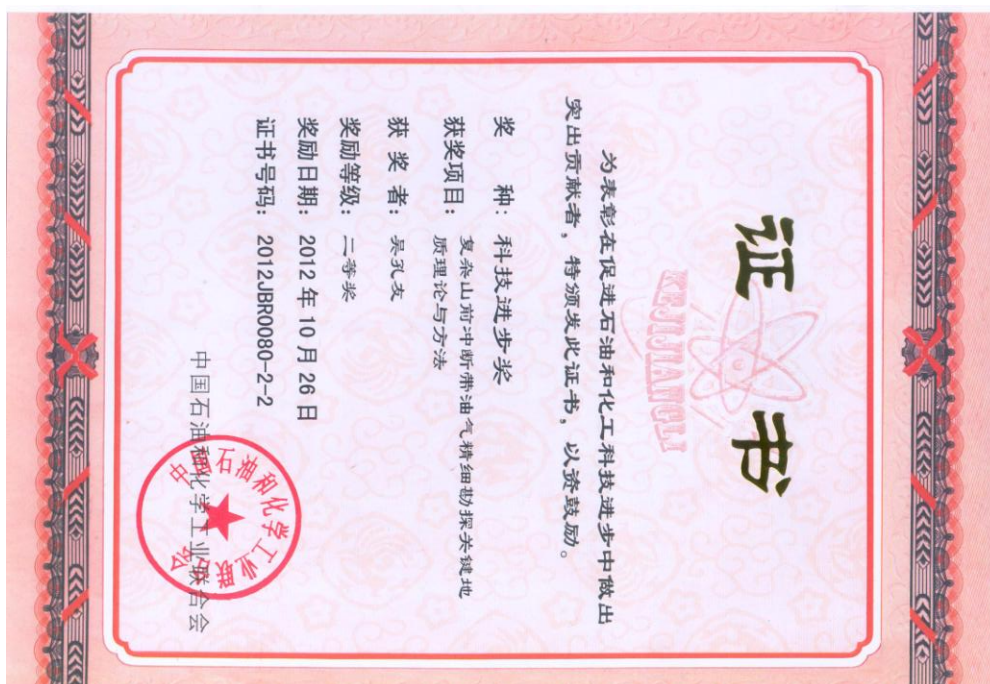 证书
KEJIJIANGLI
为表彰在促进石油和化工科技进步中做出
突出贡献者，特颁发此证书，以资鼓励。
奖 种：科技进步奖
获奖项目：复杂山前冲断带油气精细勘探关键地
质理论与方法
获奖者：吴孔友
奖励等级：二等奖
奖励日期：2012年10月26日
证书号码：2012JBR0080-2-2
中国石油和化学工业联合会
中国石油和化学工业联合会